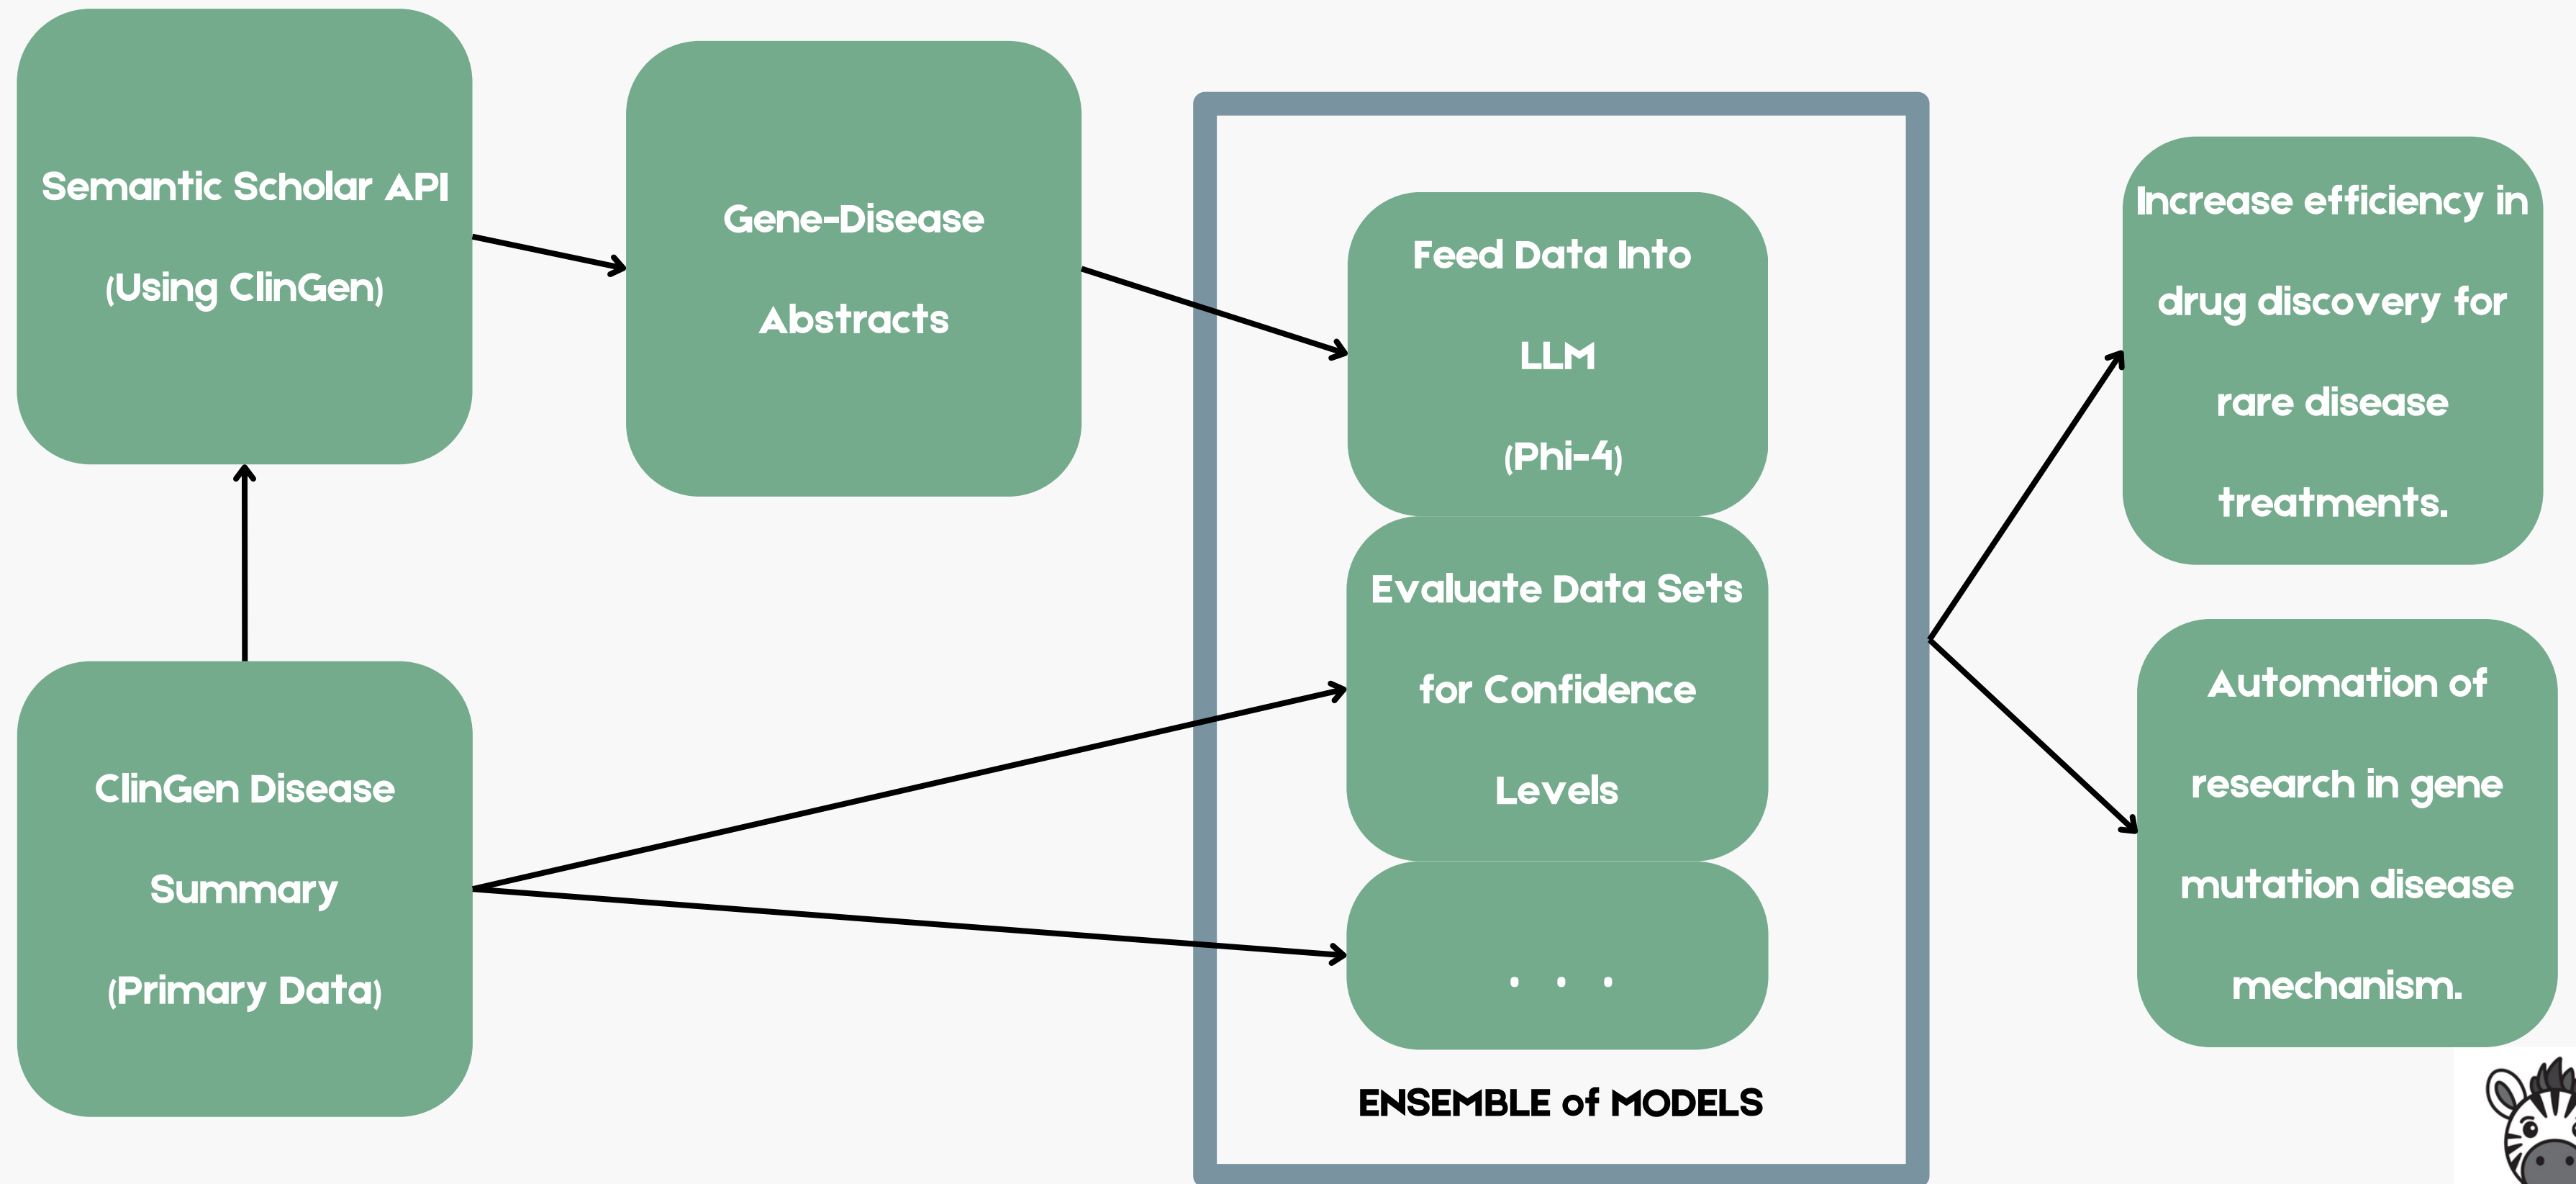 Semantic Scholar API
(Using ClinGen)
Gene-Disease
Abstracts
Feed Data Into
LLM
(Phi-4)
Evaluate Data Sets
for Confidence
Levels
. . .
ENSEMBLE of MODELS
ClinGen Disease
Summary
(Primary Data)
Increase efficiency in
drug discovery for
rare disease
treatments.
Automation of
research in gene
mutation disease
mechanism.